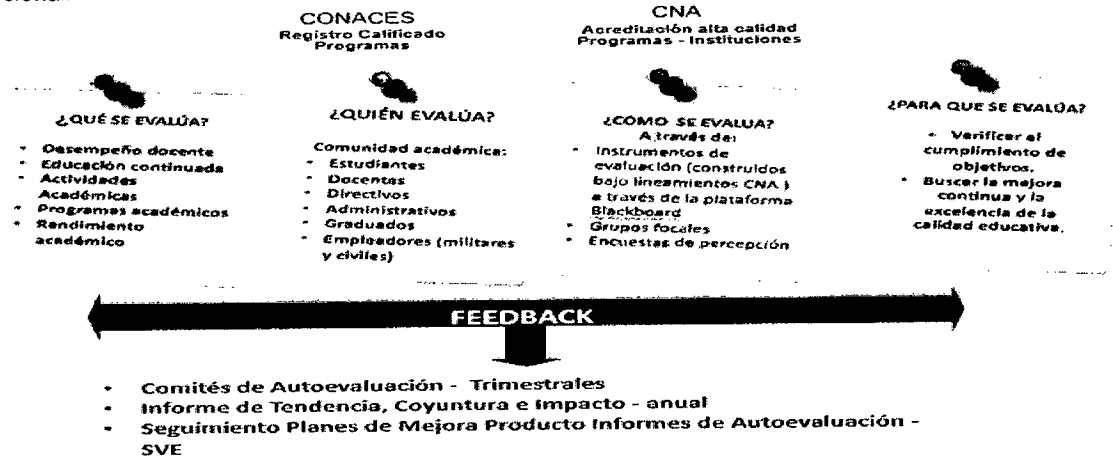 CONACES
Registro Calificado
Programas
CNA
Acreditación alta calidad
Programas - Instituciones
¿QUÉ SE EVALÚA?
• Desempeño docente
• Educación continuada
• Actividades
Académicas
• Programas académicos
• Rendimiento
académico
¿QUIÉN EVALÚA?
Comunidad académica:
• Estudiantes
• Docentes
• Directivos
• Administrativos
• Graduados
• Empleadores (militares
y civiles)
¿COMO SE EVALUA?
A través de:
• Instrumentos de
evaluación (construidos
bajo lineamientos CNA )
a través de la plataforma
Blackboard
• Grupos focales
• Encuestas de percepción
¿PARA QUE SE EVALÚA?
• Verificar el
cumplimiento de
objetivos.
• Buscar la mejora
continua y la
excelencia de la
calidad educativa.
FEEDBACK
• Comités de Autoevaluación - Trimestrales
• Informe de Tendencia, Coyuntura e Impacto - anual
• Seguimiento Planes de Mejora Producto Informes de Autoevaluación -
SVE